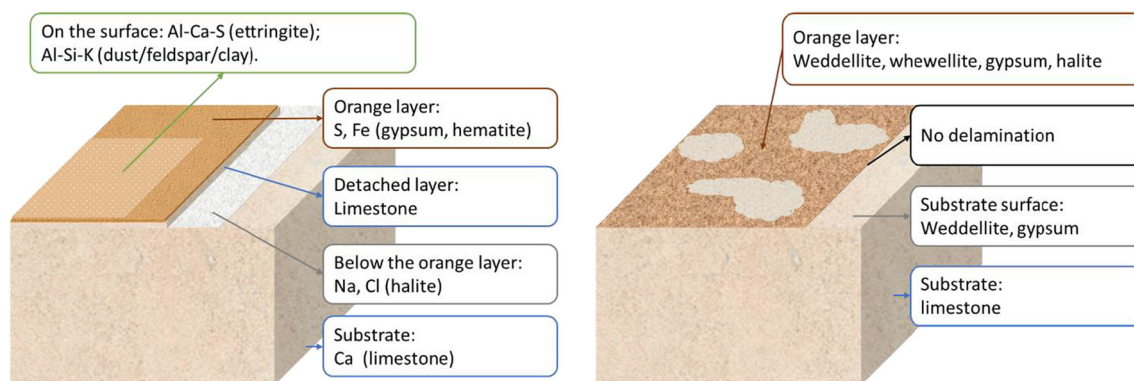 On the surface: Al-Ca-S (ettringite);
Al-Si-K (dust/feldspar/clay).
Orange layer:
S, Fe (gypsum, hematite)
Detached layer:
Limestone
Below the orange layer:
Na, Cl (halite)
Substrate:
Ca (limestone)
Orange layer:
Weddellite, whewellite, gypsum, halite
No delamination
Substrate surface:
Weddellite, gypsum
Substrate:
limestone